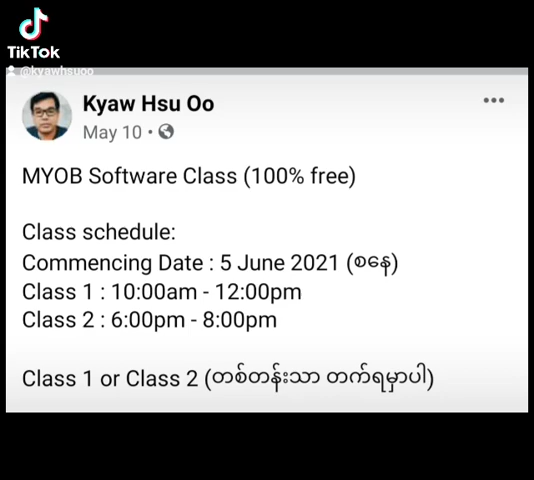 TikTok
@kyawhsuoo
Kyaw Hsu Oo
May 10
MYOB Software Class (100% free)
Class schedule:
Commencing Date : 5 June 2021 (စနေ)
Class 1 : 10:00am - 12:00pm
Class 2 : 6:00pm - 8:00pm
Class 1 or Class 2 (တစ်တန်းသာ တက်ရမှာပါ)